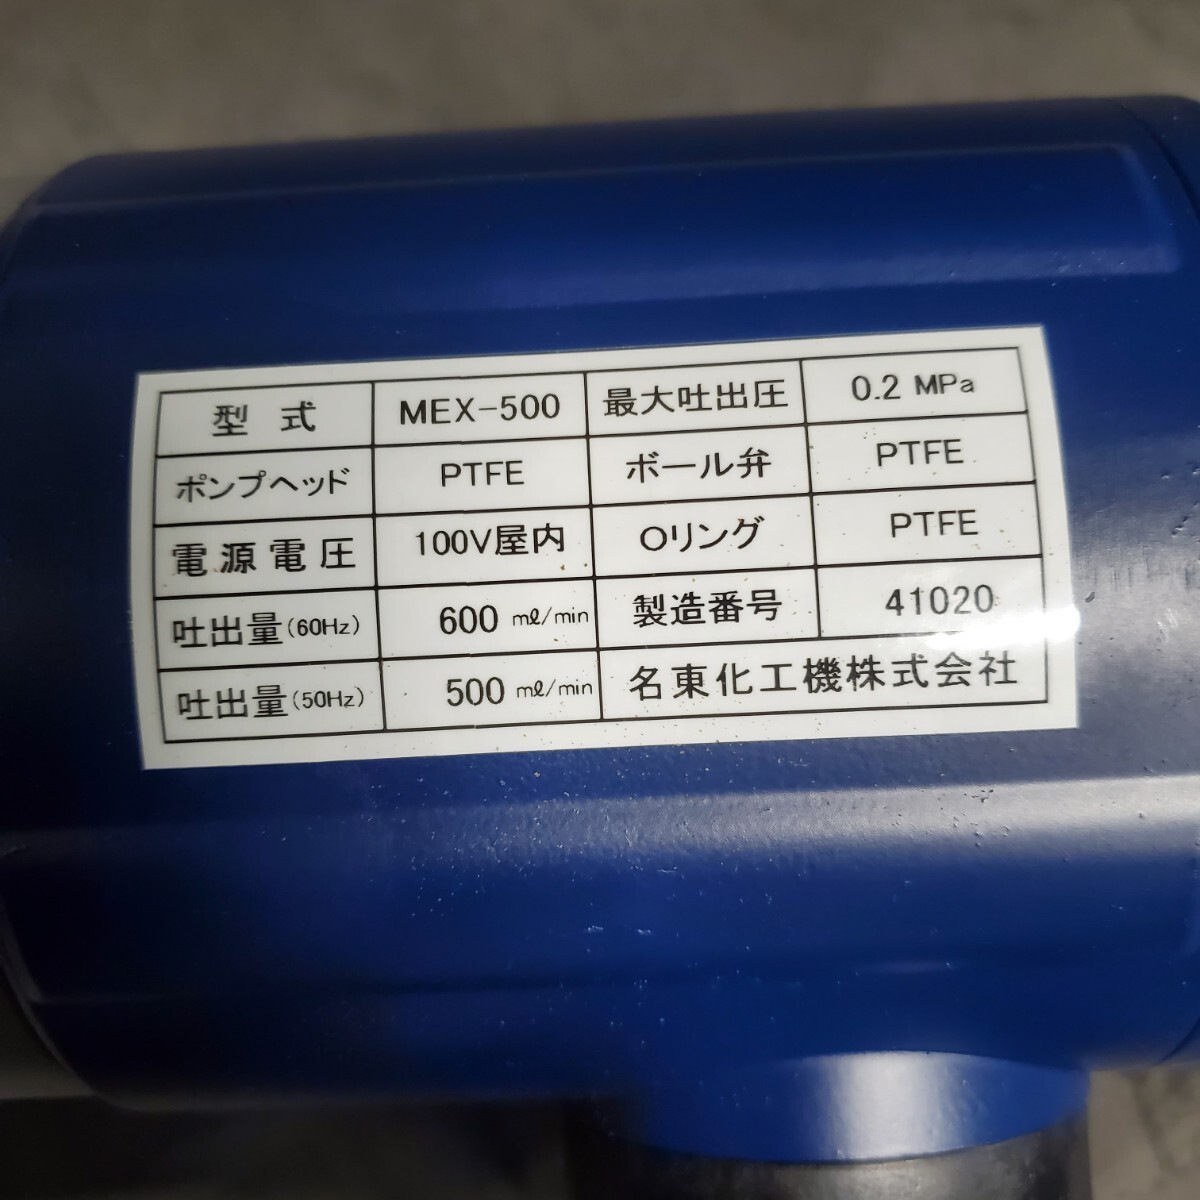 型式 MEX-500 最大吐出圧 0.2 MPa
ポンプヘッド PTFE ボール弁 PTFE
電源電圧 100V屋内 Oリング PTFE
吐出量(60Hz) 600 mℓ/min 製造番号 41020
吐出量(50Hz) 500 mℓ/min 名東化工機株式会社